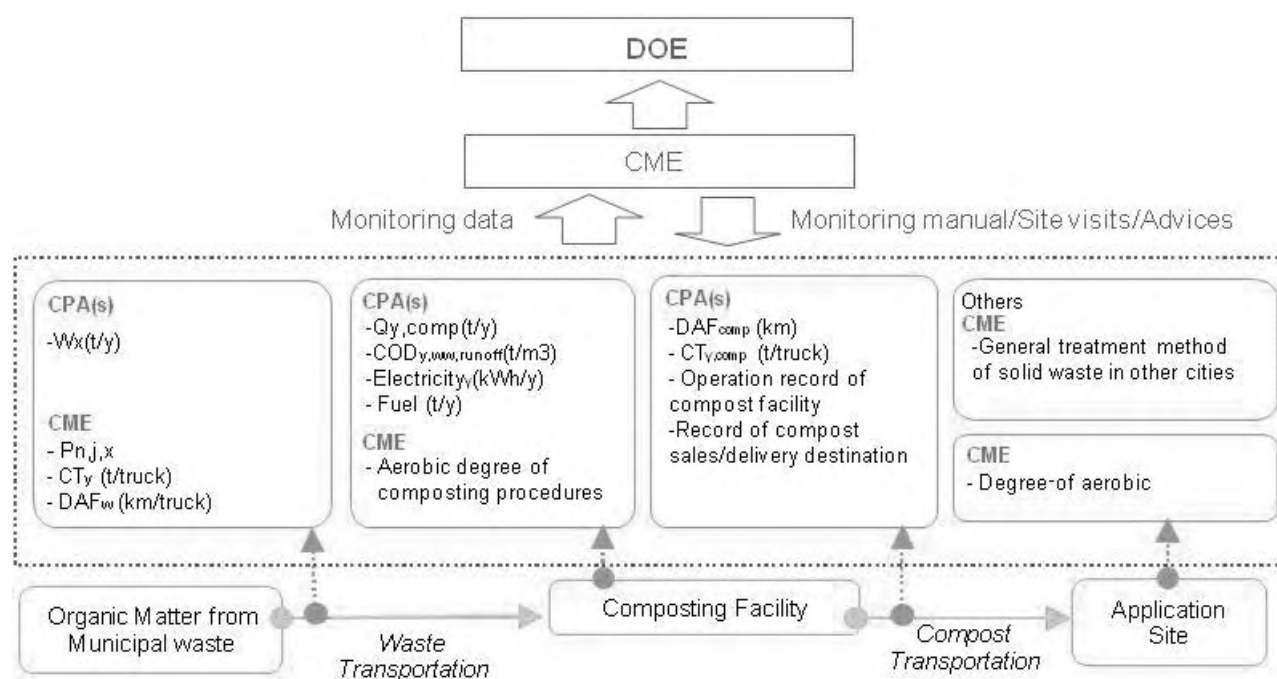 DOE
CME
Monitoring data
Monitoring manual/Site visits/Advices
CPA(s)
-Wx(t/y)
CME
- Pn,j,x
- CTy (t/truck)
- DAFw (km/truck)
CPA(s)
-Qy,comp(t/y)
-CODy,ww,runoff(t/m3)
-Electricityy(kWh/y)
- Fuel (t/y)
CME
- Aerobic degree of
composting procedures
CPA(s)
-DAFcomp (km)
- CTy,comp (t/truck)
- Operation record of
compost facility
-Record of compost
sales/delivery destination
Others
CME
-General treatment method
of solid waste in other cities
CME
- Degree-of aerobic
Organic Matter from
Municipal waste
Waste
Transportation
Composting Facility
Compost
Transportation
Application
Site